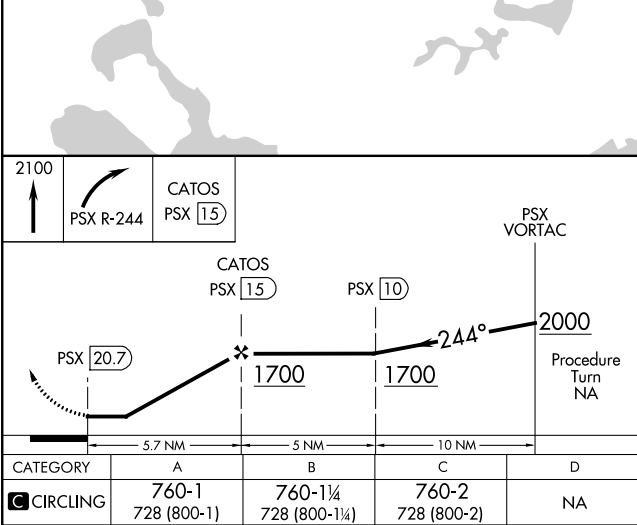 2100
PSX R-244
CATOS
PSX 15
PSX
VORTAC
CATOS
PSX 15
PSX 10
244°
2000
PSX 20.7
1700
1700
Procedure
Turn
NA
5.7 NM
5 NM
10 NM
CATEGORY A B C D
C CIRCLING 760-1 760-1¼ 760-2 NA
728 (800-1) 728 (800-1¼) 728 (800-2)